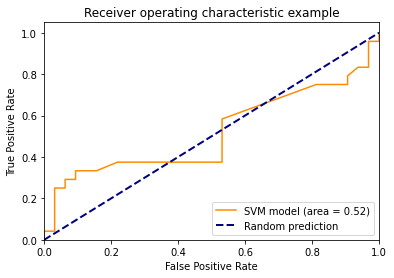 Receiver operating characteristic example
1.0
0.8
0.6
0.4
0.2
0.0
True Positive Rate
SVM model (area = 0.52)
Random prediction
0.0 0.2 0.4 0.6 0.8 1.0
False Positive Rate